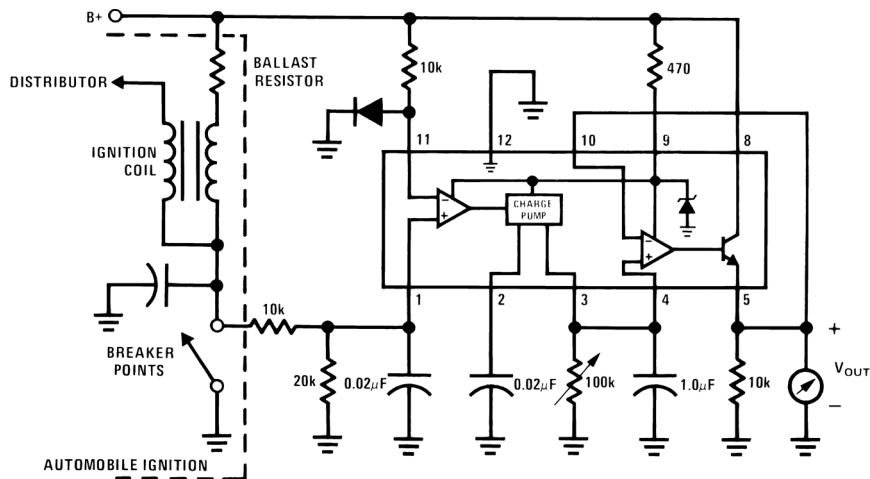 B+
BALLAST
RESISTOR
DISTRIBUTOR
IGNITION
COIL
10k
470
11
12
10
9
8
CHARGE
PUMP
−
+
−
+
1
2
3
4
5
10k
BREAKER
POINTS
20k
0.02µF
0.02µF
100k
1.0µF
10k
+
VOUT
−
AUTOMOBILE IGNITION